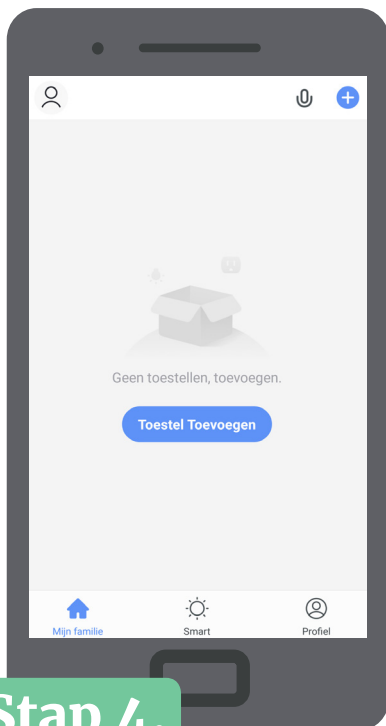 Geen toestellen, toevoegen.
Toestel Toevoegen
Mijn familie
Smart
Profiel
Stap 4.